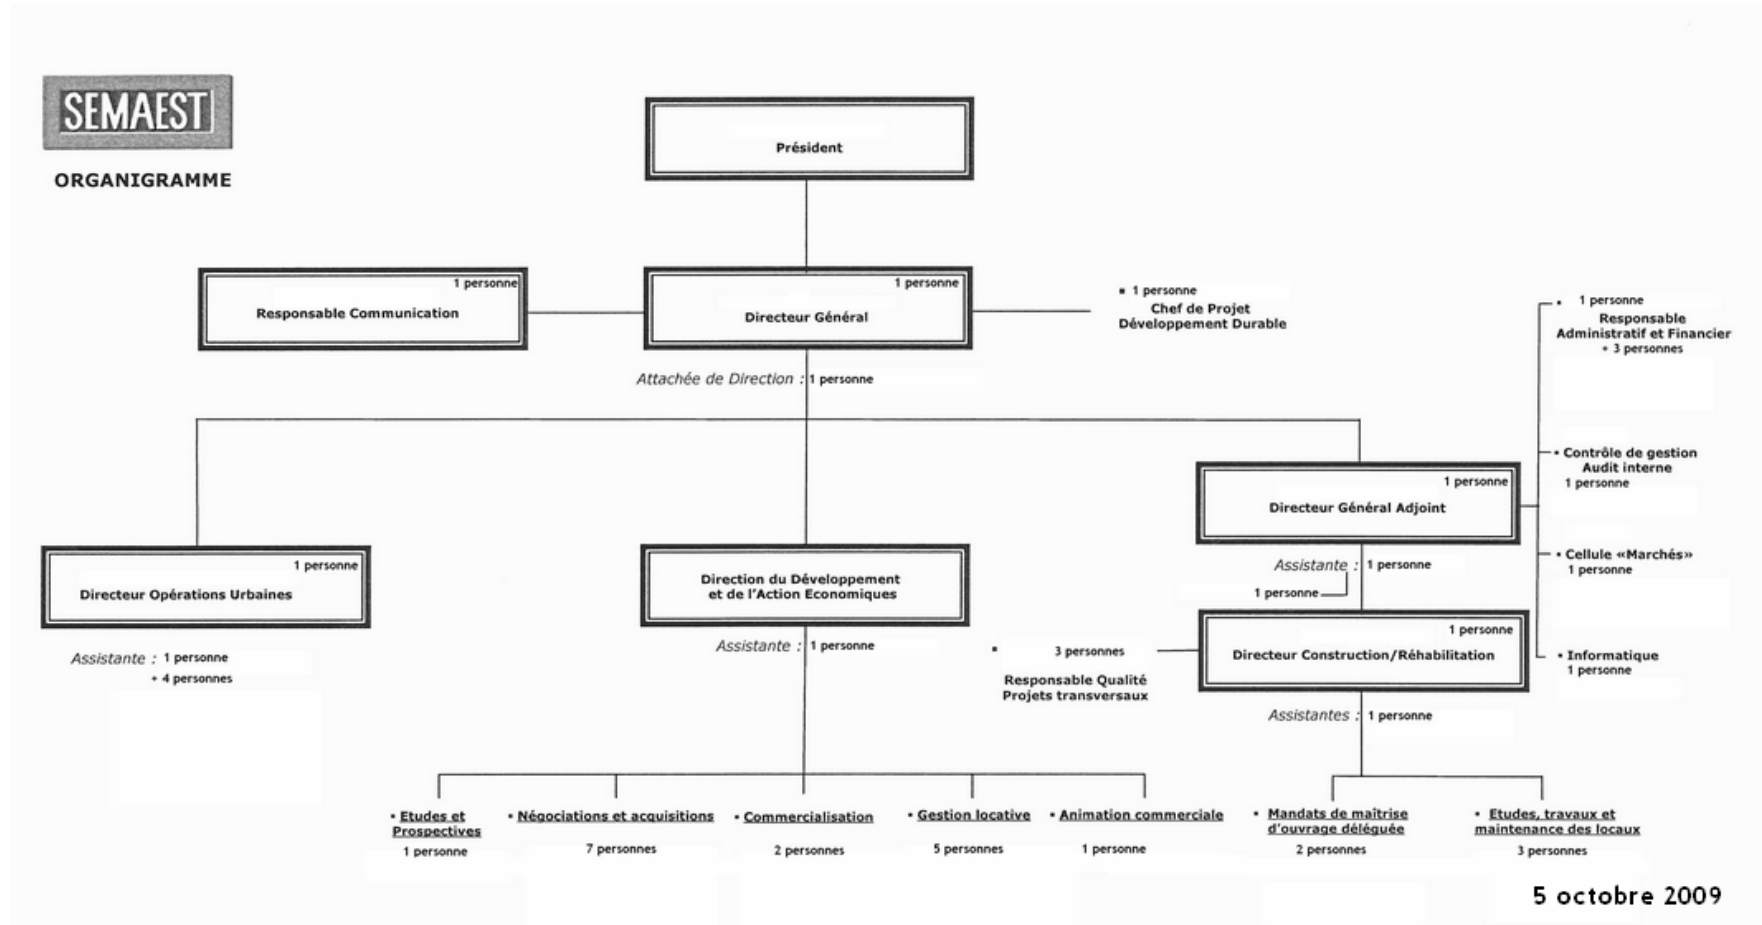 SEMAEST
ORGANIGRAMME
Président
1 personne
Responsable Communication
1 personne
Directeur Général
▪ 1 personne
Chef de Projet
Développement Durable
Attachée de Direction : 1 personne
▪ 1 personne
Responsable
Administratif et Financier
+ 3 personnes
▪ Contrôle de gestion
Audit interne
1 personne
▪ Cellule «Marchés»
1 personne
▪ Informatique
1 personne
1 personne
Directeur Général Adjoint
Assistante : 1 personne
1 personne
1 personne
Directeur Opérations Urbaines
Assistante : 1 personne
+ 4 personnes
Direction du Développement
et de l'Action Economiques
Assistante : 1 personne
1 personne
Directeur Construction/Réhabilitation
▪ 3 personnes
Responsable Qualité
Projets transversaux
Assistantes : 1 personne
▪ Etudes et
Prospectives
1 personne
▪ Négociations et acquisitions
7 personnes
▪ Commercialisation
2 personnes
▪ Gestion locative
5 personnes
▪ Animation commerciale
1 personne
▪ Mandats de maîtrise
d'ouvrage déléguée
2 personnes
▪ Etudes, travaux et
maintenance des locaux
3 personnes
5 octobre 2009